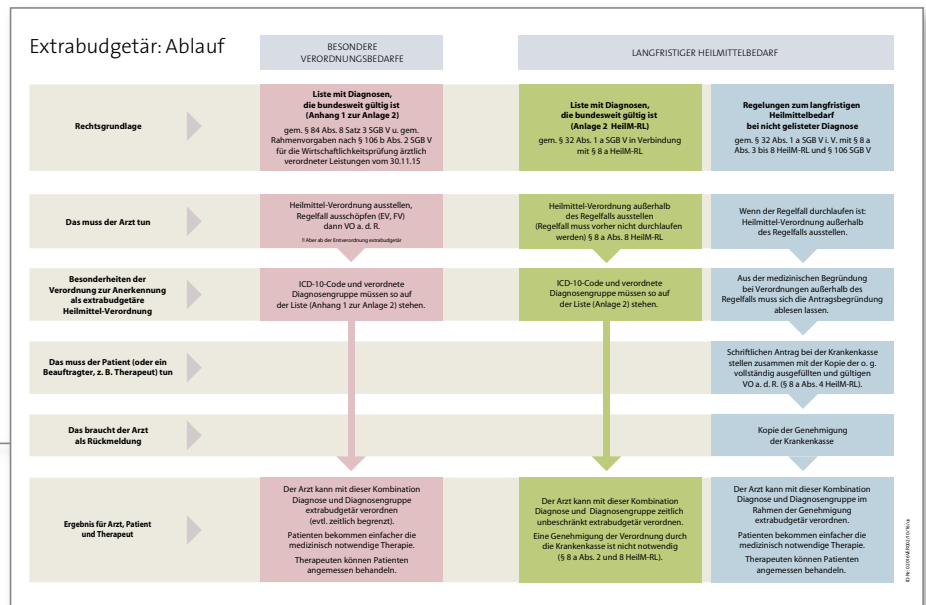 Extrabudgetär: Ablauf
BESONDERE
VERORDNUNGSBEDARFE
LANGFRISTIGER HEILMITTELBEDARF
Rechtsgrundlage
Liste mit Diagnosen,
die bundesweit gültig ist
(Anhang 1 zur Anlage 2)
gem. § 84 Abs. 8 Satz 3 SGB V u. gem.
Rahmenvorgaben nach § 106 b Abs. 2 SGB V
für die Wirtschaftlichkeitsprüfung ärztlich
verordneter Leistungen vom 30.11.15
Liste mit Diagnosen,
die bundesweit gültig ist
(Anlage 2 HeilM-RL)
gem. § 32 Abs. 1 a SGB V in Verbindung
mit § 8 a HeilM-RL
Regelungen zum langfristigen
Heilmittelbedarf
bei nicht gelisteter Diagnose
gem. § 32 Abs. 1 a SGB V i. V. mit § 8 a
Abs. 3 bis 8 HeilM-RL und § 106 SGB V
Das muss der Arzt tun
Heilmittel-Verordnung ausstellen,
Regelfall ausschöpfen (EV, FV)
dann VO a. d. R.
!! Aber ab der Erstverordnung extrabudgetär
Heilmittel-Verordnung außerhalb
des Regelfalls ausstellen
(Regelfall muss vorher nicht durchlaufen
werden) § 8 a Abs. 8 HeilM-RL
Wenn der Regelfall durchlaufen ist:
Heilmittel-Verordnung außerhalb
des Regelfalls ausstellen.
Besonderheiten der
Verordnung zur Anerkennung
als extrabudgetäre
Heilmittel-Verordnung
ICD-10-Code und verordnete
Diagnosengruppe müssen so auf
der Liste (Anhang 1 zur Anlage 2) stehen.
ICD-10-Code und verordnete
Diagnosengruppe müssen so auf
der Liste (Anlage 2) stehen.
Aus der medizinischen Begründung
bei Verordnungen außerhalb des
Regelfalls muss sich die Antragsbegründung
ablesen lassen.
Das muss der Patient (oder ein
Beauftragter, z. B. Therapeut) tun
Schriftlichen Antrag bei der Krankenkasse
stellen zusammen mit der Kopie der o. g.
vollständig ausgefüllten und gültigen
VO a. d. R. (§ 8 a Abs. 4 HeilM-RL).
Das braucht der Arzt
als Rückmeldung
Kopie der Genehmigung
der Krankenkasse
Ergebnis für Arzt, Patient
und Therapeut
Der Arzt kann mit dieser Kombination
Diagnose und Diagnosengruppe
extrabudgetär verordnen
(evtl. zeitlich begrenzt).
Patienten bekommen einfacher die
medizinisch notwendige Therapie.
Therapeuten können Patienten
angemessen behandeln.
Der Arzt kann mit dieser Kombination
Diagnose und Diagnosengruppe zeitlich
unbeschränkt extrabudgetär verordnen.
Eine Genehmigung der Verordnung durch
die Krankenkasse ist nicht notwendig
(§ 8 a Abs. 2 und 8 HeilM-RL).
Der Arzt kann mit dieser Kombination
Diagnose und Diagnosengruppe im
Rahmen der Genehmigung
extrabudgetär verordnen.
Patienten bekommen einfacher die
medizinisch notwendige Therapie.
Therapeuten können Patienten
angemessen behandeln.